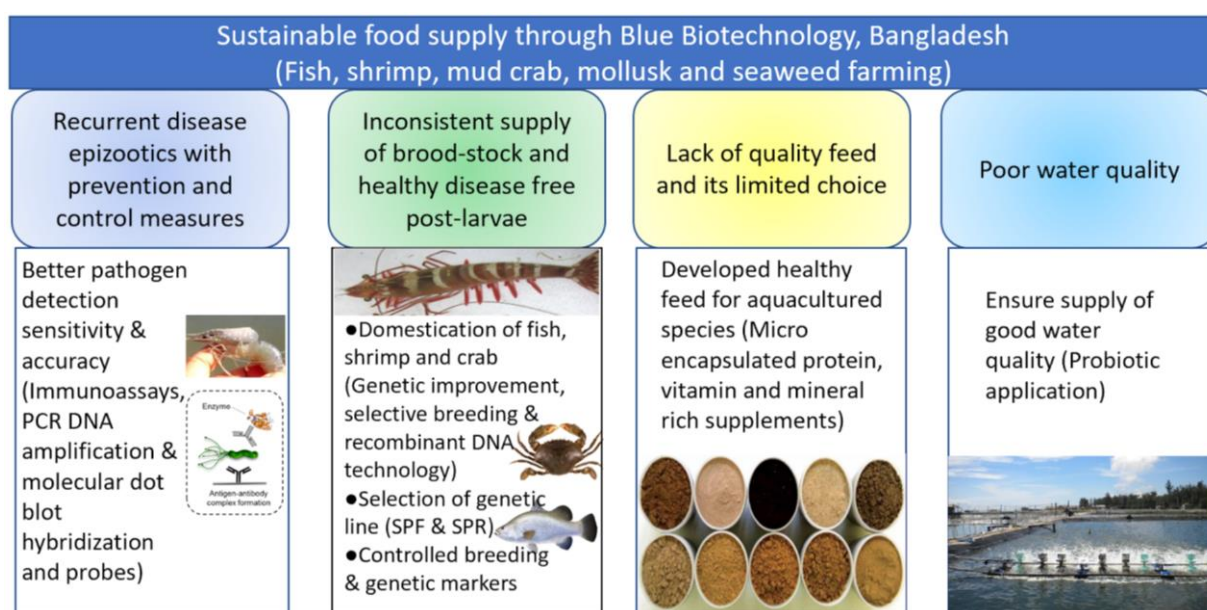 Sustainable food supply through Blue Biotechnology, Bangladesh
(Fish, shrimp, mud crab, mollusk and seaweed farming)
Recurrent disease
epizootics with
prevention and
control measures
Better pathogen
detection
sensitivity &
accuracy
(Immunoassays,
PCR DNA
amplification &
molecular dot
blot
hybridization
and probes)
Enzyme
Antigen-antibody
complex formation
Inconsistent supply
of brood-stock and
healthy disease free
post-larvae
●Domestication of fish,
shrimp and crab
(Genetic improvement,
selective breeding &
recombinant DNA
technology)
●Selection of genetic
line (SPF & SPR)
●Controlled breeding
& genetic markers
Lack of quality feed
and its limited choice
Developed healthy
feed for aquacultured
species (Micro
encapsulated protein,
vitamin and mineral
rich supplements)
Poor water quality
Ensure supply of
good water
quality (Probiotic
application)